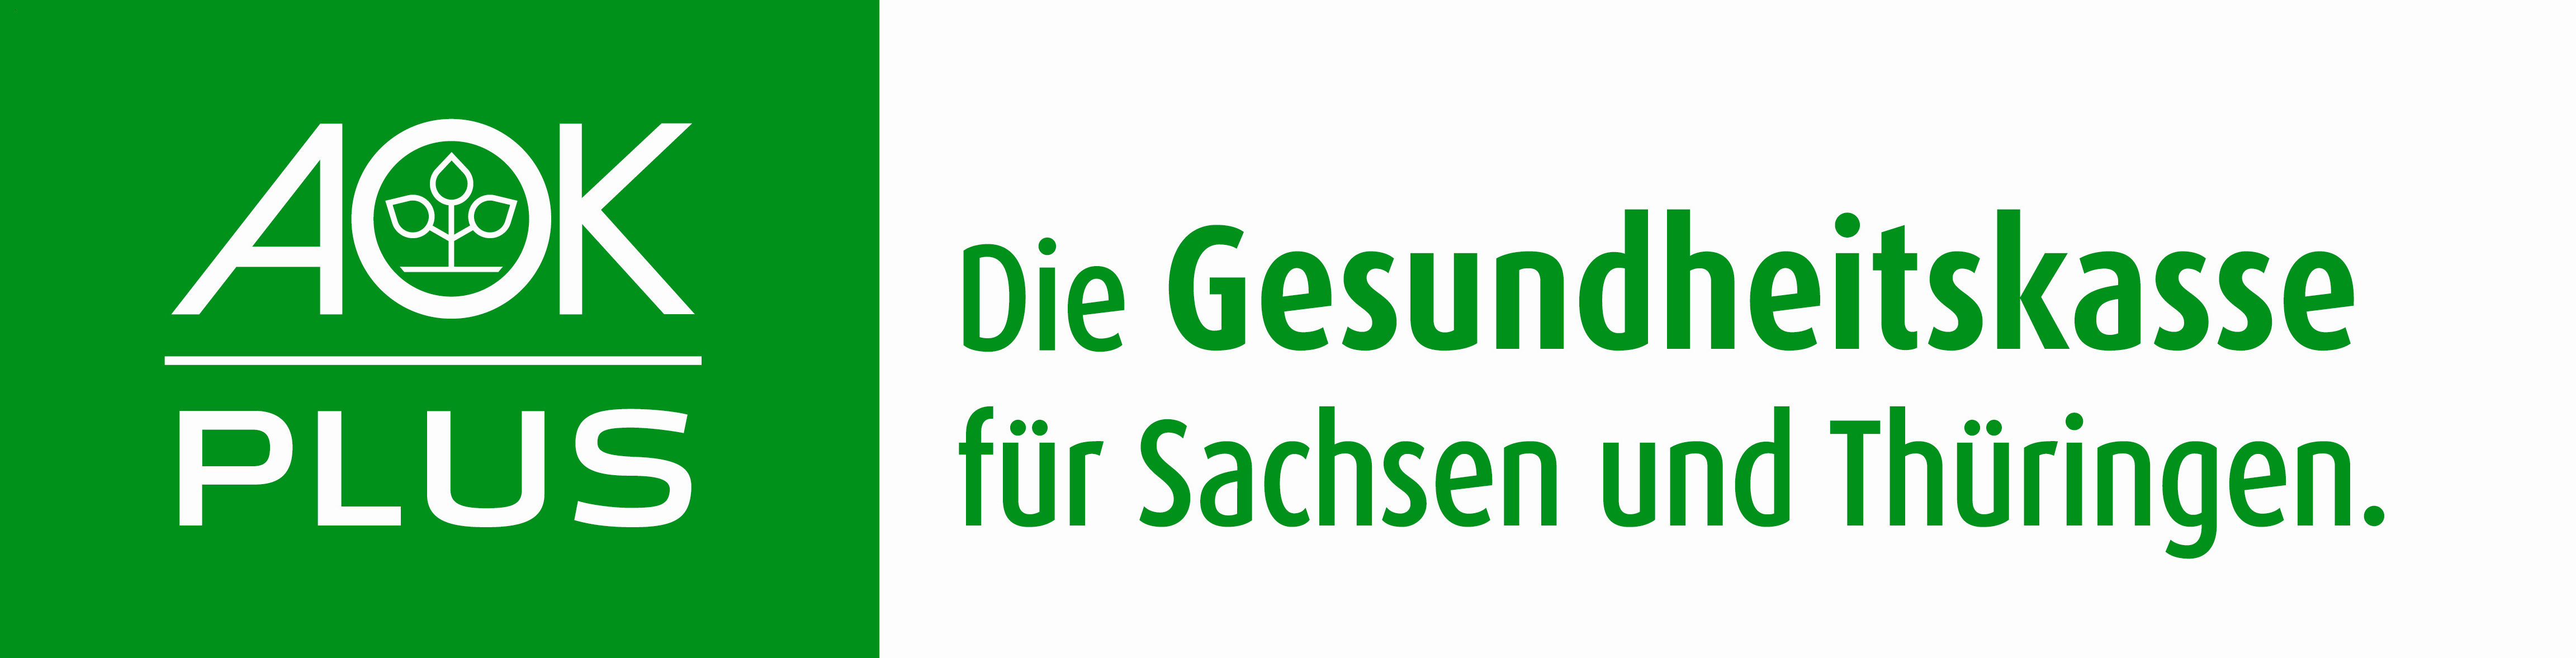 AOK
PLUS
Die Gesundheitskasse
für Sachsen und Thüringen.